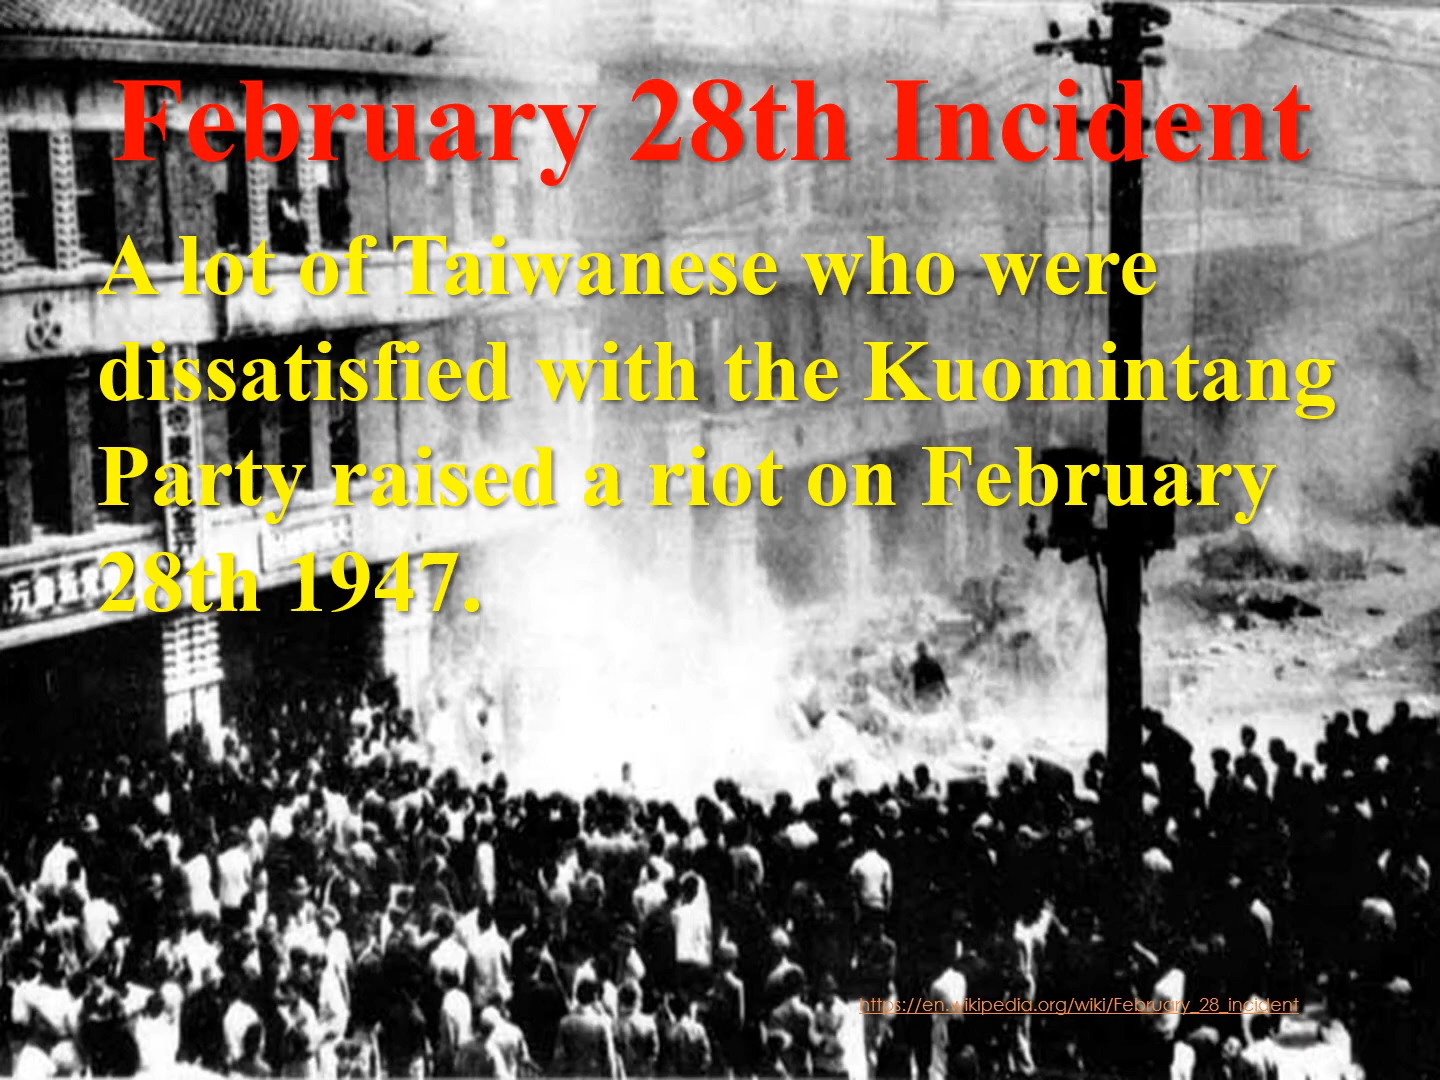 February 28th Incident
A lot of Taiwanese who were
dissatisfied with the Kuomintang
Party raised a riot on February
28th 1947.
https://en.wikipedia.org/wiki/February_28_incident